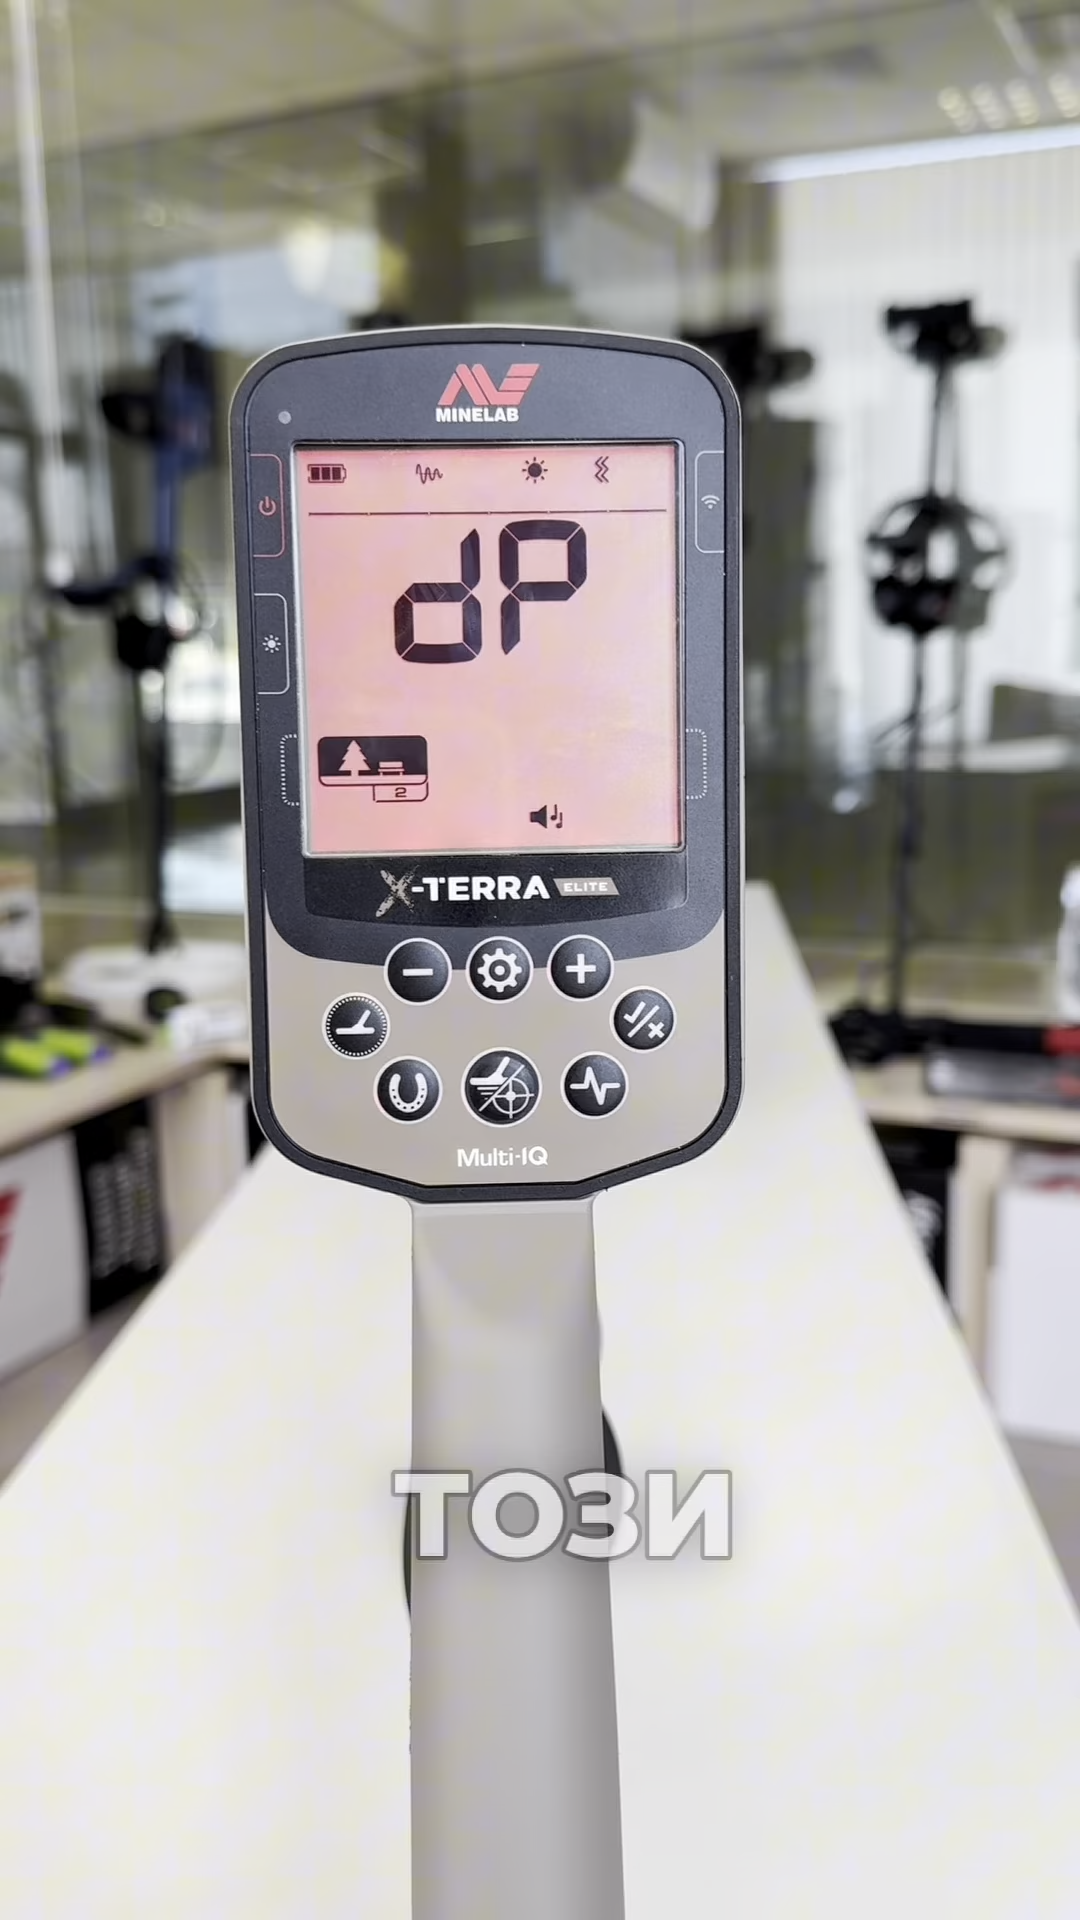 MINELAB
dP
2
X-TERRA ELITE
Multi-IQ
ТОЗИ